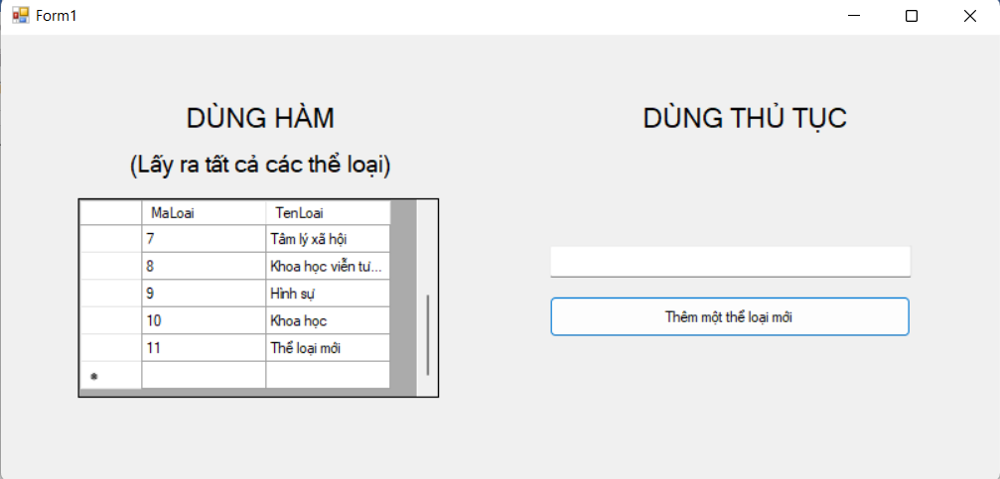 Form1
DÙNG HÀM
(Lấy ra tất cả các thể loại)
MaLoai TenLoai
7 Tâm lý xã hội
8 Khoa học viễn tư...
9 Hình sự
10 Khoa học
11 Thể loại mới
*
DÙNG THỦ TỤC
Thêm một thể loại mới